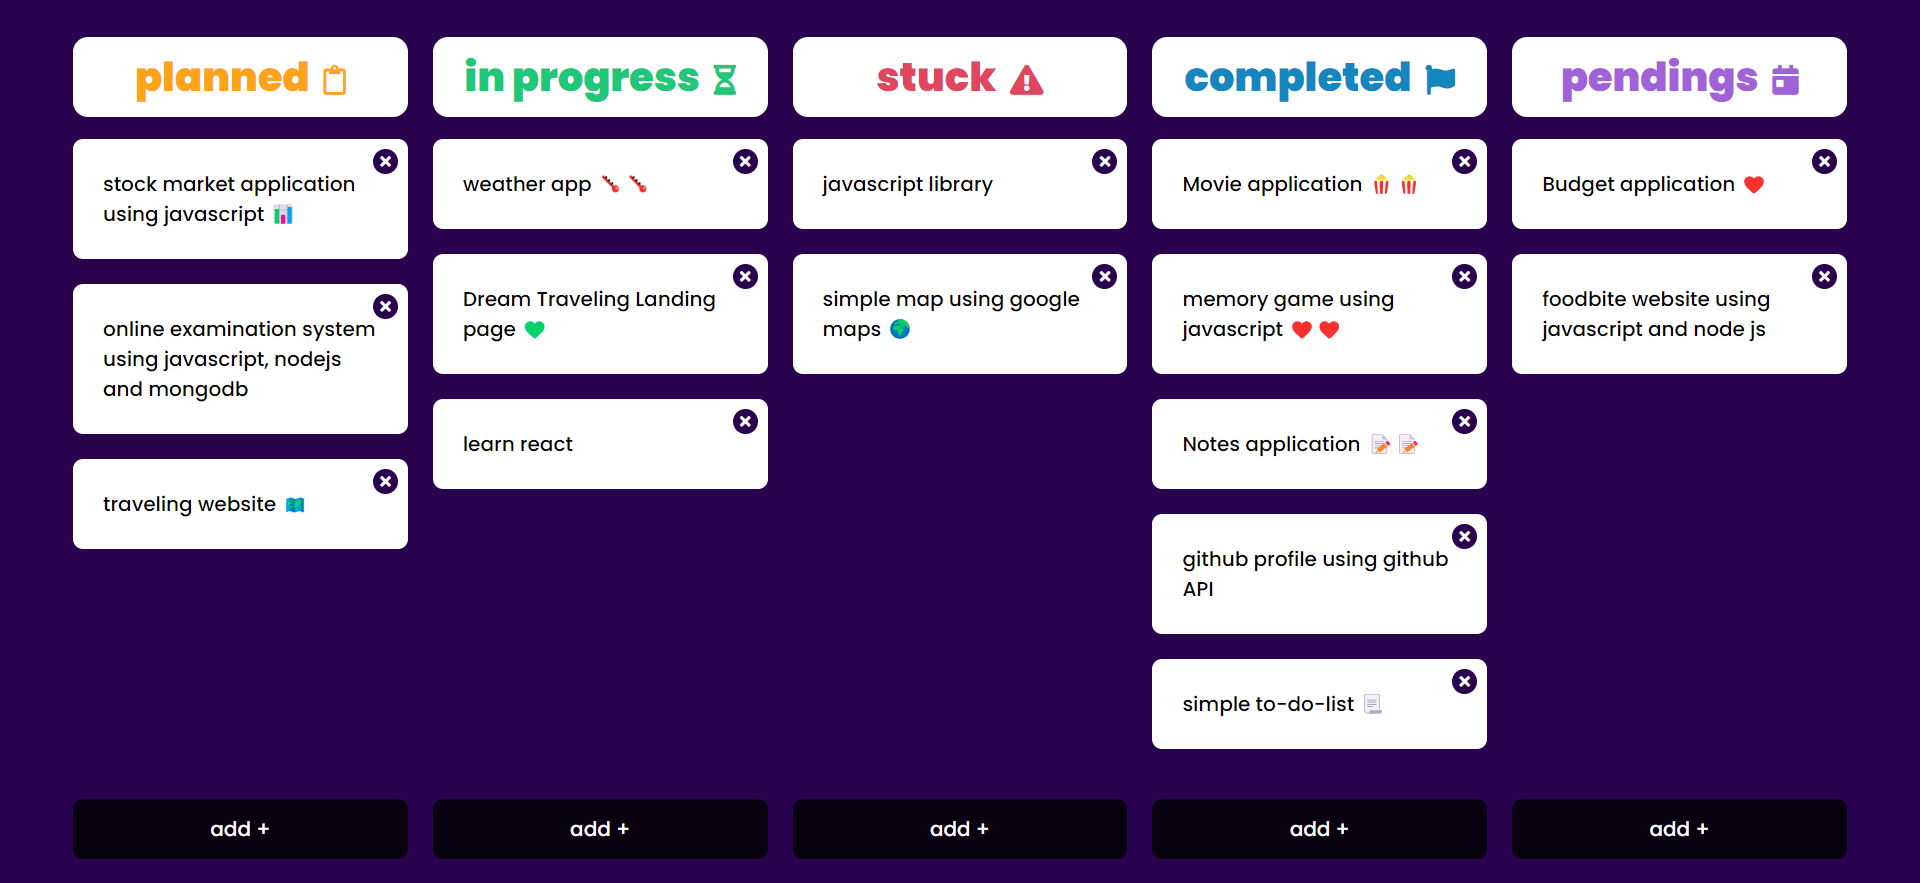 planned
stock market application
using javascript 📊
online examination system
using javascript, nodejs
and mongodb
traveling website 🗺️
add +
in progress
weather app 🌡️ 🌡️
Dream Traveling Landing
page 💚
learn react
add +
stuck
javascript library
simple map using google
maps 🌍
add +
completed
Movie application 🍿 🍿
memory game using
javascript ❤️ ❤️
Notes application 📝 📝
github profile using github
API
simple to-do-list 📃
add +
pendings
Budget application ❤️
foodbite website using
javascript and node js
add +